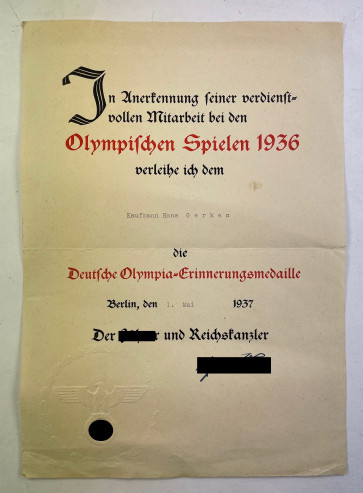 In Anerkennung seiner verdienst-
vollen Mitarbeit bei den
Olympischen Spielen 1936
verleihe ich dem
Kaufmann Hans Gerken
die
Deutsche Olympia-Erinnerungsmedaille
Berlin, den 1. Mai 1937
Der und Reichskanzler